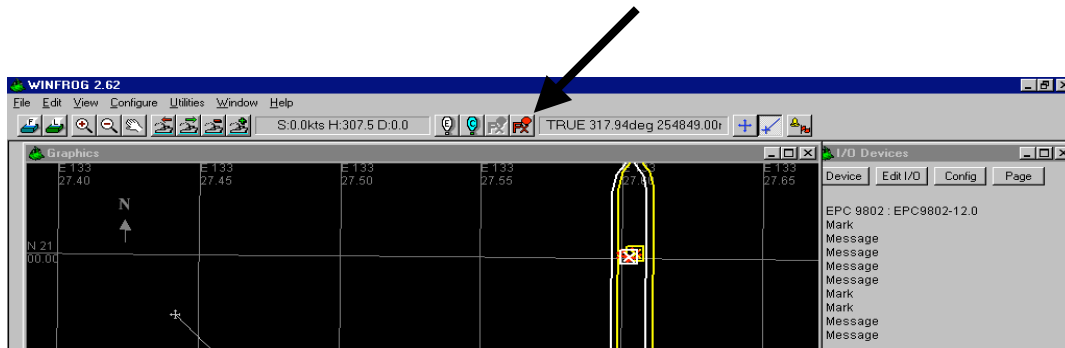 WINFROG 2.62
File Edit View Configure Utilities Window Help
S:0.0kts H:307.5 D:0.0
TRUE 317.94deg 254849.00r
Graphics
E 133
27.40
E 133
27.45
E 133
27.50
E 133
27.55
27.65
E 133
N
N 21
00.00
I/O Devices
Device Edit I/O Config Page
EPC 9802 : EPC9802-12.0
Mark
Message
Message
Message
Message
Mark
Mark
Message
Message